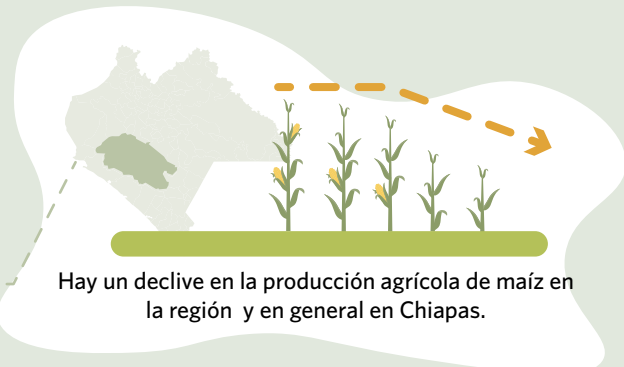 Hay un declive en la producción agrícola de maíz en
la región y en general en Chiapas.